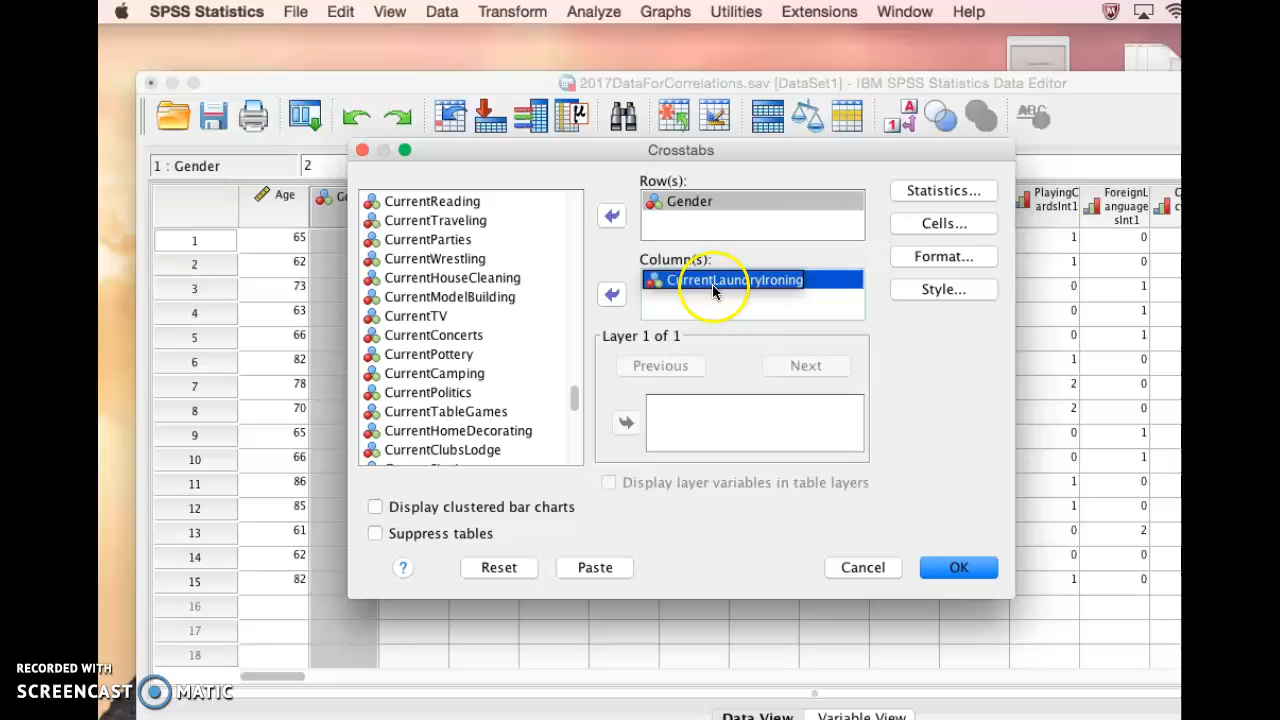 SPSS Statistics File Edit View Data Transform Analyze Graphs Utilities Extensions Window Help
2017DataForCorrelations.sav [DataSet1] - IBM SPSS Statistics Data Editor
1 : Gender 2
Crosstabs
Age
PlayingC
ardsInt1
ForeignL
anguage
sInt1
Row(s):
Gender
Column(s):
CurrentLaundryIroning
Layer 1 of 1
Previous Next
Display layer variables in table layers
Statistics...
Cells...
Format...
Style...
CurrentReading
CurrentTraveling
CurrentParties
CurrentWrestling
CurrentHouseCleaning
CurrentModelBuilding
CurrentTV
CurrentConcerts
CurrentPottery
CurrentCamping
CurrentPolitics
CurrentTableGames
CurrentHomeDecorating
CurrentClubsLodge
Display clustered bar charts
Suppress tables
? Reset Paste Cancel OK
1 65 1 0
2 62 1 0
3 73 0 1
4 63 0 1
5 66 0 1
6 82 1 0
7 78 2 0
8 70 2 0
9 65 0 1
10 66 0 1
11 86 1 0
12 85 1 0
13 61 0 2
14 62 0 0
15 82 1 0
16
17
18
RECORDED WITH
SCREENCAST MATIC
Data View Variable View